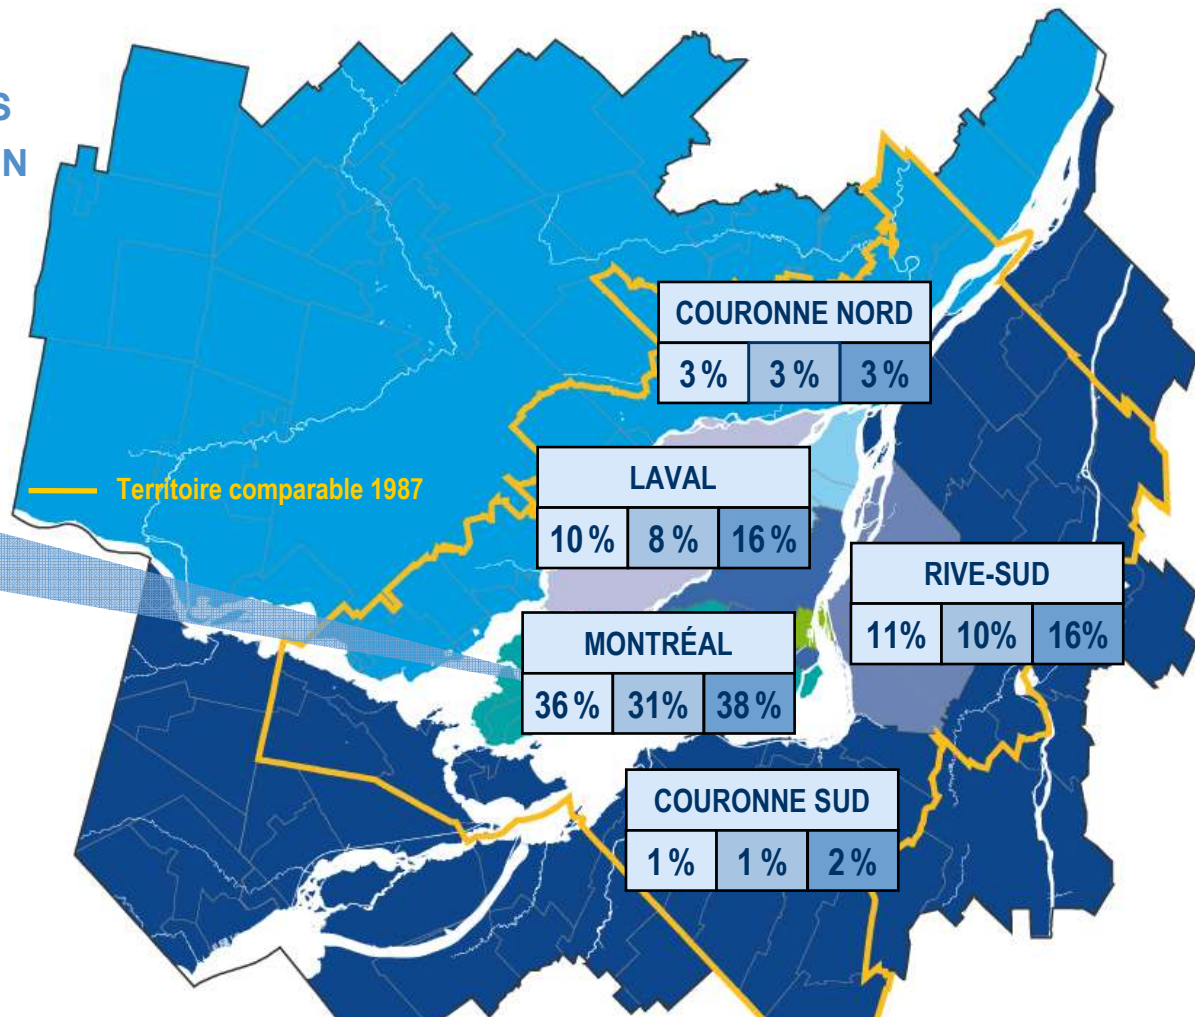 S
N
COURONNE NORD
3 % 3 % 3 %
LAVAL
10 % 8 % 16 %
Territoire comparable 1987
RIVE-SUD
11% 10% 16%
MONTRÉAL
36 % 31% 38 %
COURONNE SUD
1 % 1 % 2 %